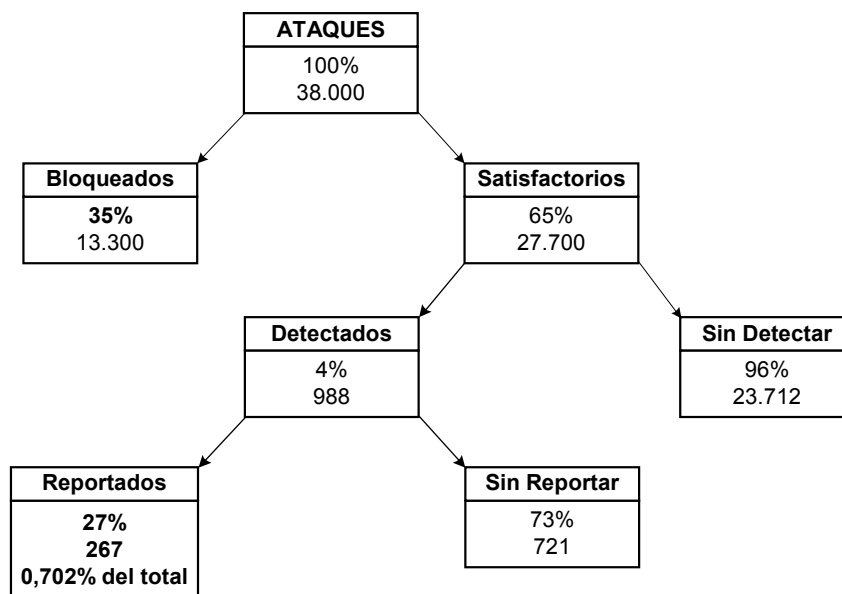 ATAQUES
100%
38.000
Bloqueados
35%
13.300
Satisfactorios
65%
27.700
Detectados
4%
988
Sin Detectar
96%
23.712
Reportados
27%
267
0,702% del total
Sin Reportar
73%
721